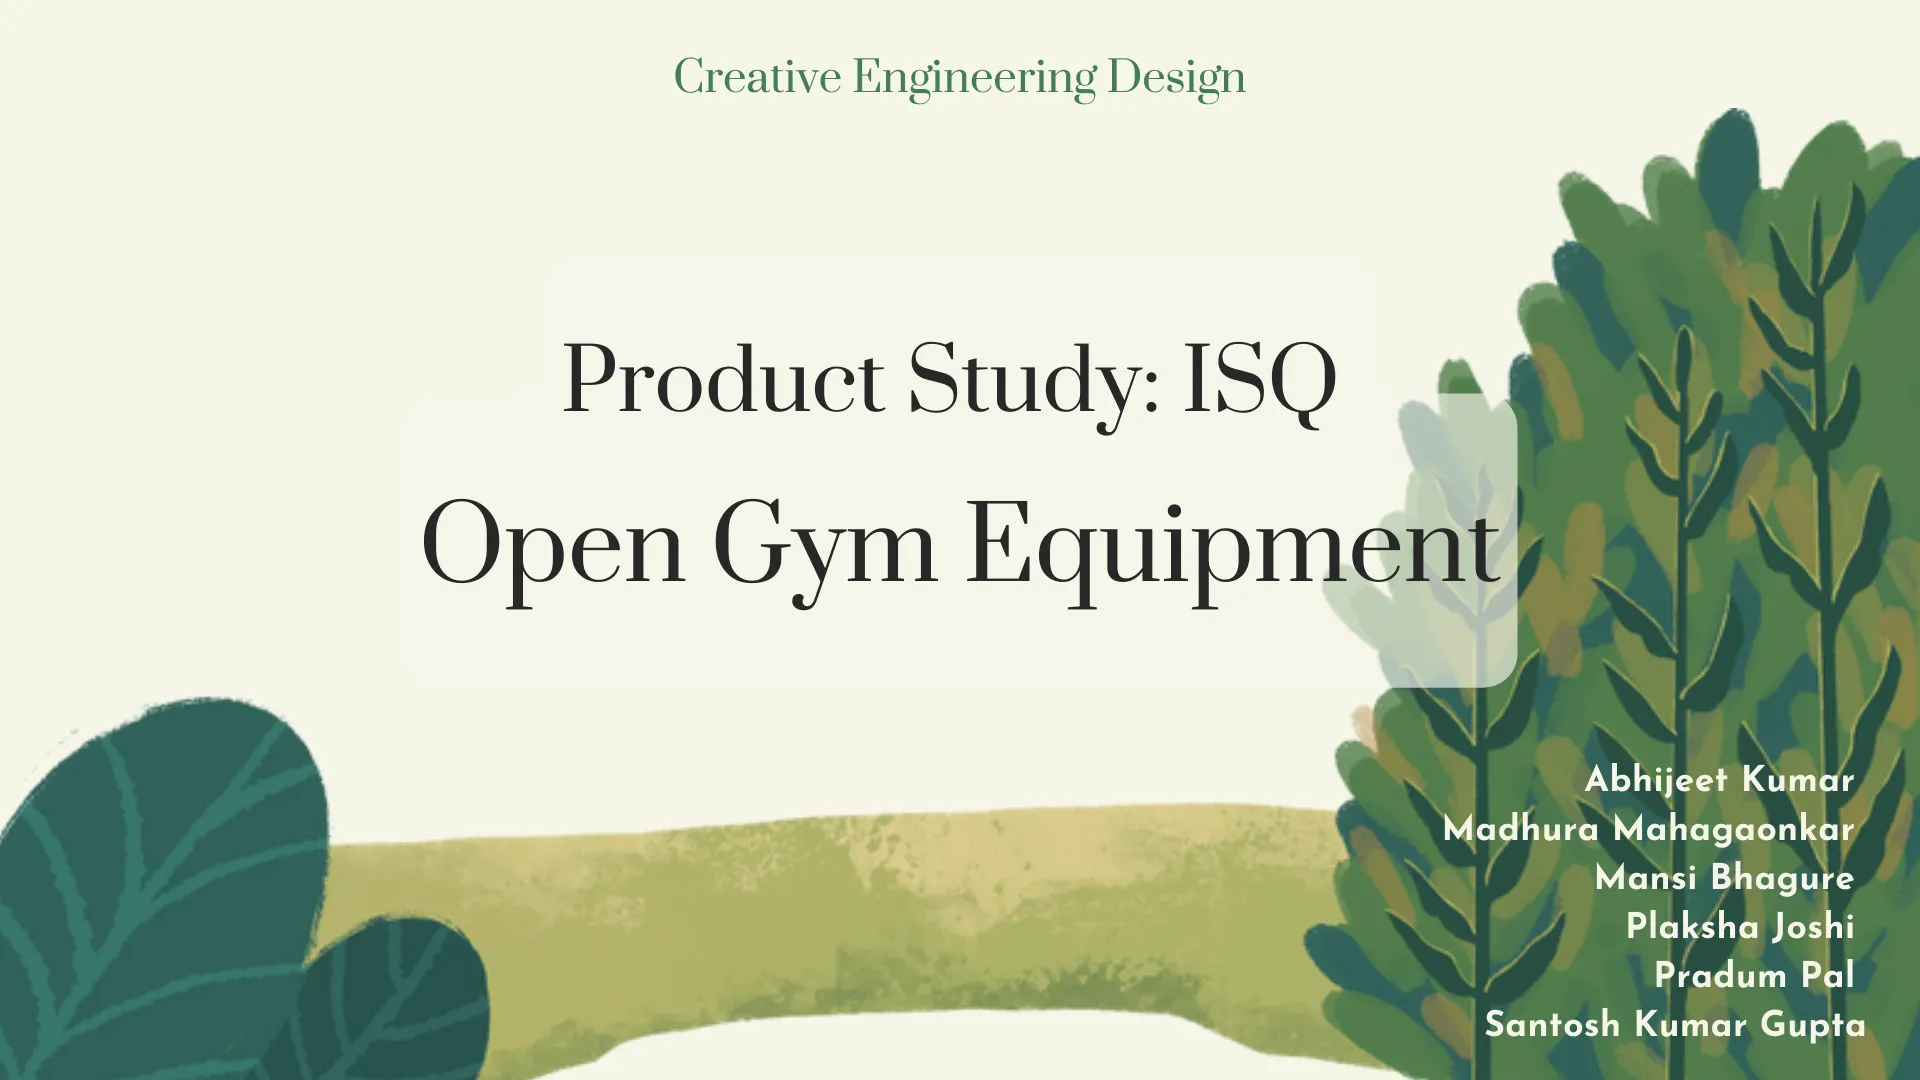 Creative Engineering Design
Product Study: ISQ
Open Gym Equipment
Abhijeet Kumar
Madhura Mahagaonkar
Mansi Bhagure
Plaksha Joshi
Pradum Pal
Santosh Kumar Gupta